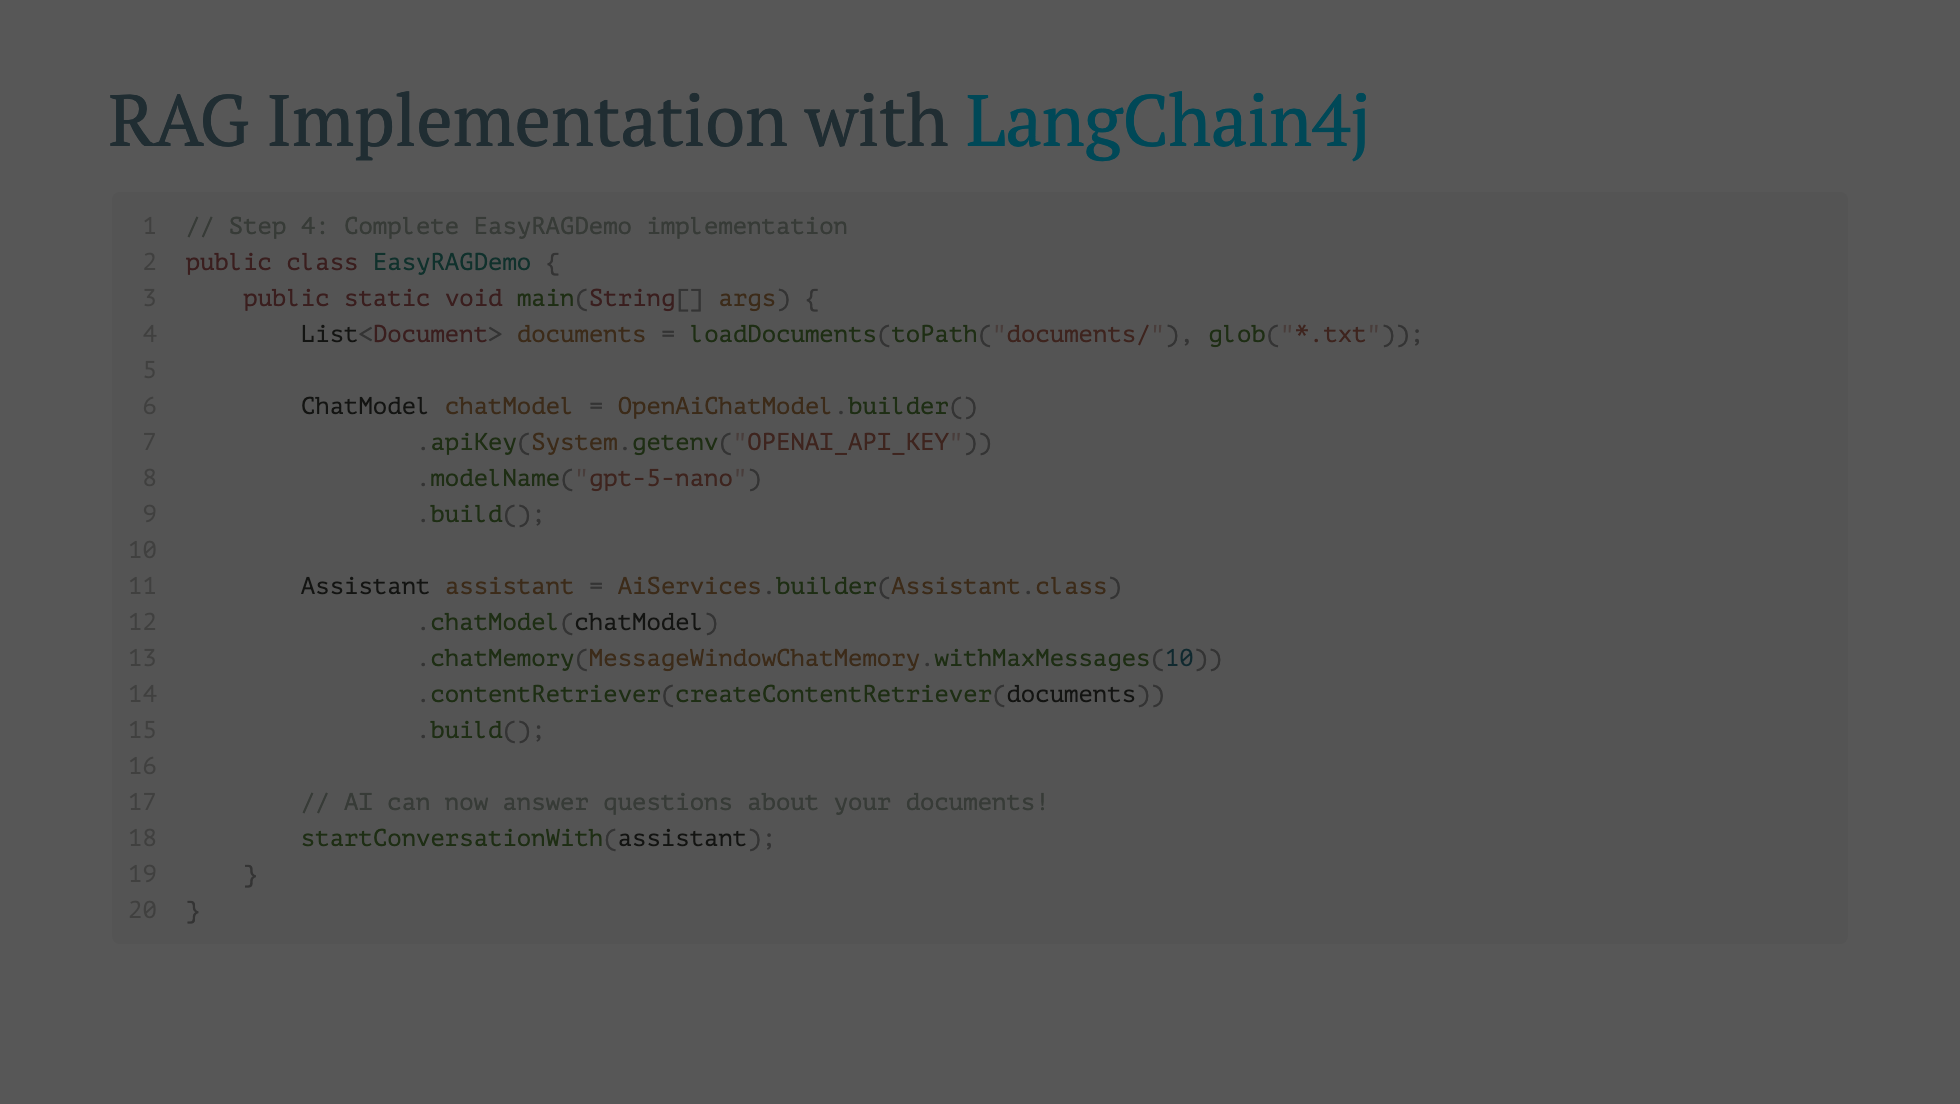 RAG Implementation with LangChain4j
1 // Step 4: Complete EasyRAGDemo implementation
2 public class EasyRAGDemo {
3     public static void main(String[] args) {
4         List<Document> documents = loadDocuments(toPath("documents/"), glob("*.txt"));
5
6         ChatModel chatModel = OpenAiChatModel.builder()
7                 .apiKey(System.getenv("OPENAI_API_KEY"))
8                 .modelName("gpt-5-nano")
9                 .build();
10
11         Assistant assistant = AiServices.builder(Assistant.class)
12                 .chatModel(chatModel)
13                 .chatMemory(MessageWindowChatMemory.withMaxMessages(10))
14                 .contentRetriever(createContentRetriever(documents))
15                 .build();
16
17         // AI can now answer questions about your documents!
18         startConversationWith(assistant);
19     }
20 }